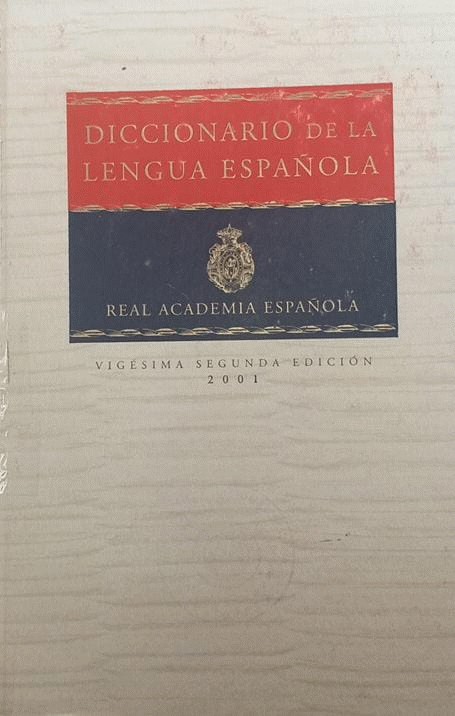 DICCIONARIO DE LA
LENGUA ESPAÑOLA
REAL ACADEMIA ESPAÑOLA
VIGÉSIMA SEGUNDA EDICIÓN
2001